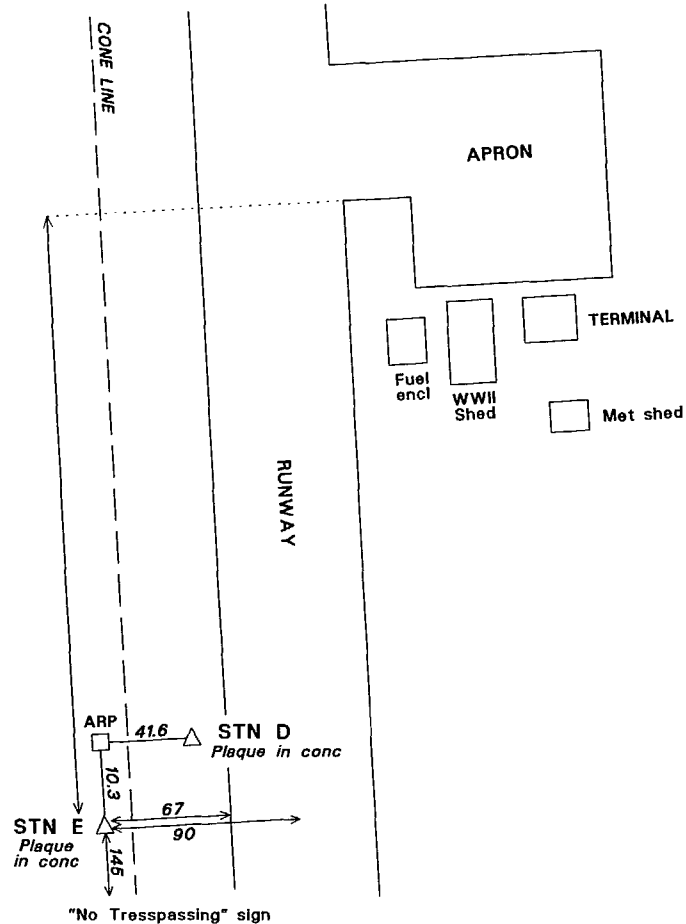 CONE LINE
APRON
TERMINAL
Fuel
encl
WWII
Shed
Met shed
RUNWAY
ARP
41.6
STN D
Plaque in conc
10.3
STN E
Plaque
in conc
67
90
145
"No Tresspassing" sign